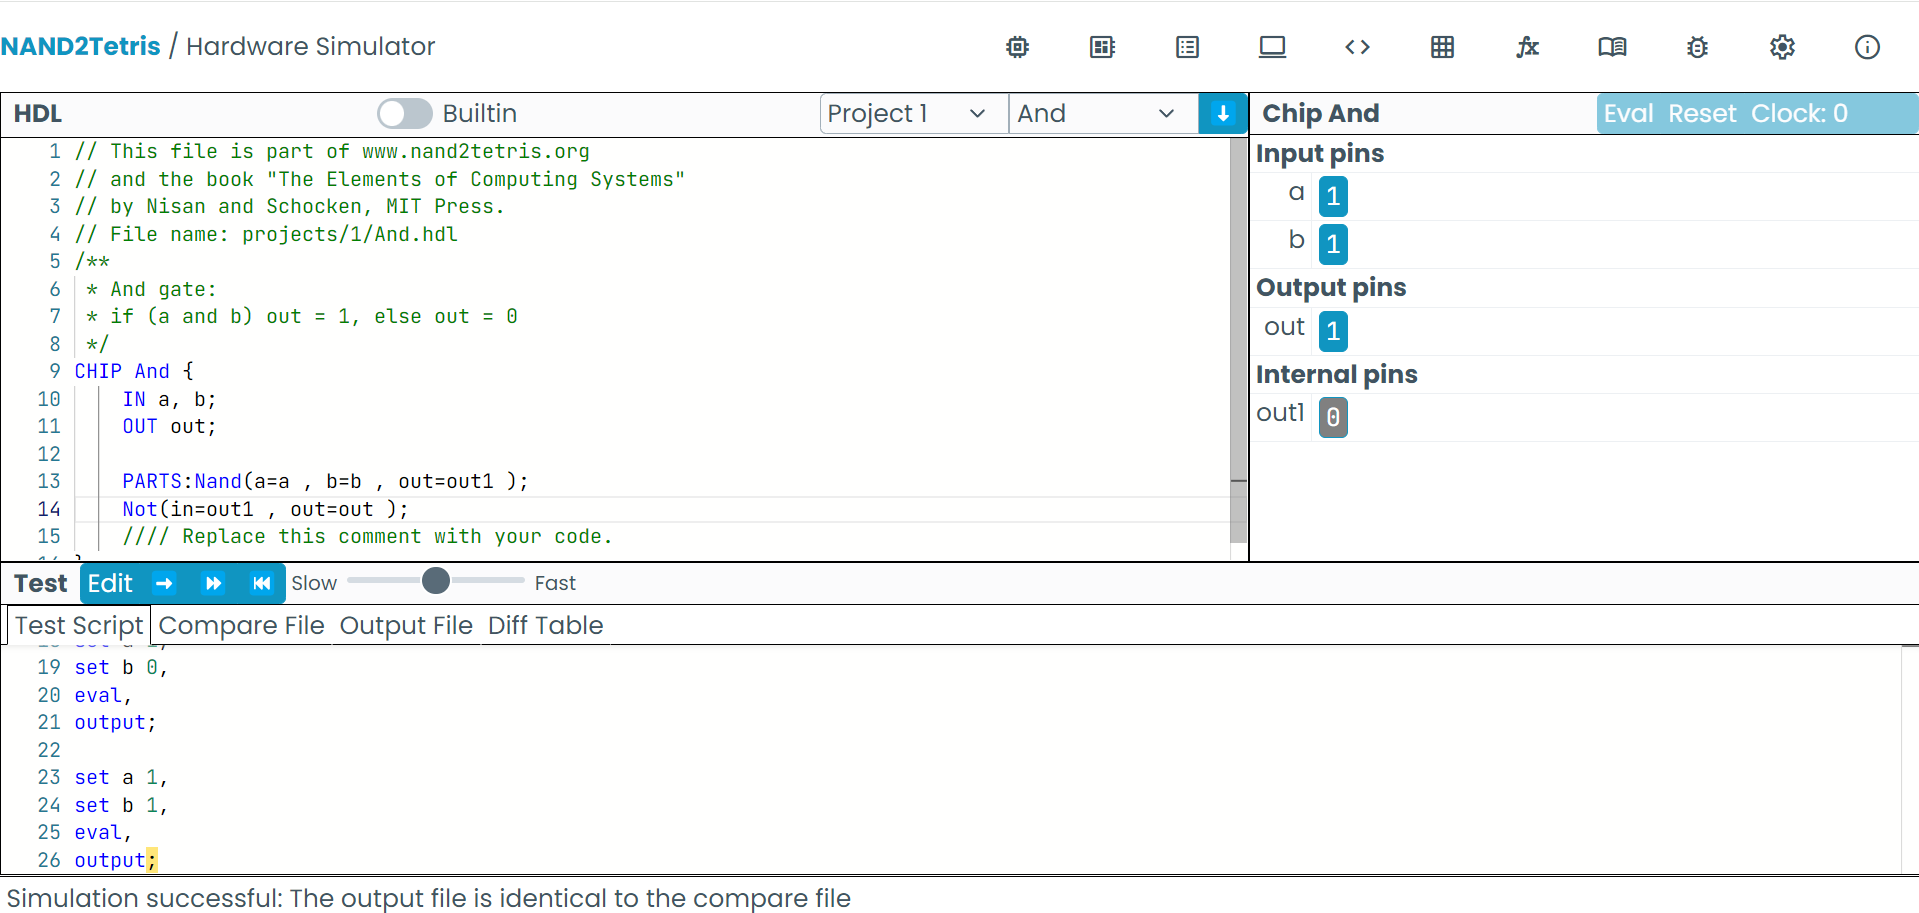 NAND2Tetris / Hardware Simulator
HDL Builtin Project 1 And
1 // This file is part of www.nand2tetris.org
2 // and the book "The Elements of Computing Systems"
3 // by Nisan and Schocken, MIT Press.
4 // File name: projects/1/And.hdl
5 /**
6 * And gate:
7 * if (a and b) out = 1, else out = 0
8 */
9 CHIP And {
10 IN a, b;
11 OUT out;
12
13 PARTS:Nand(a=a , b=b , out=out1 );
14 Not(in=out1 , out=out );
15 //// Replace this comment with your code.
Chip And Eval Reset Clock: 0
Input pins
a 1
b 1
Output pins
out 1
Internal pins
out1 0
Test Edit Slow Fast
Test Script Compare File Output File Diff Table
19 set b 0,
20 eval,
21 output;
22
23 set a 1,
24 set b 1,
25 eval,
26 output;
Simulation successful: The output file is identical to the compare file